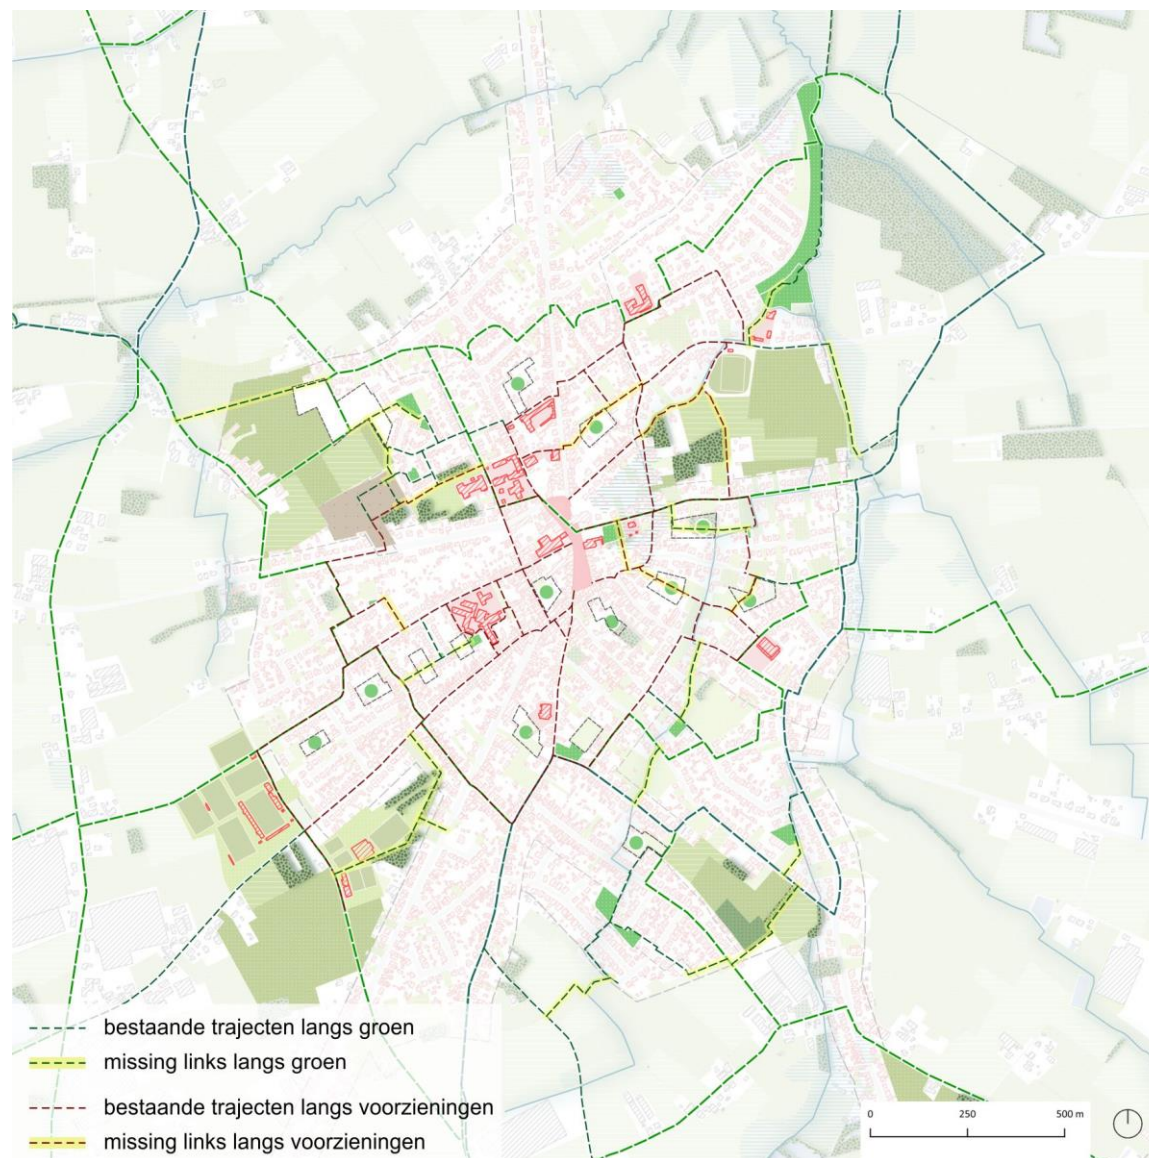 bestaande trajecten langs groen
missing links langs groen
bestaande trajecten langs voorzieningen
missing links langs voorzieningen
0 250 500 m